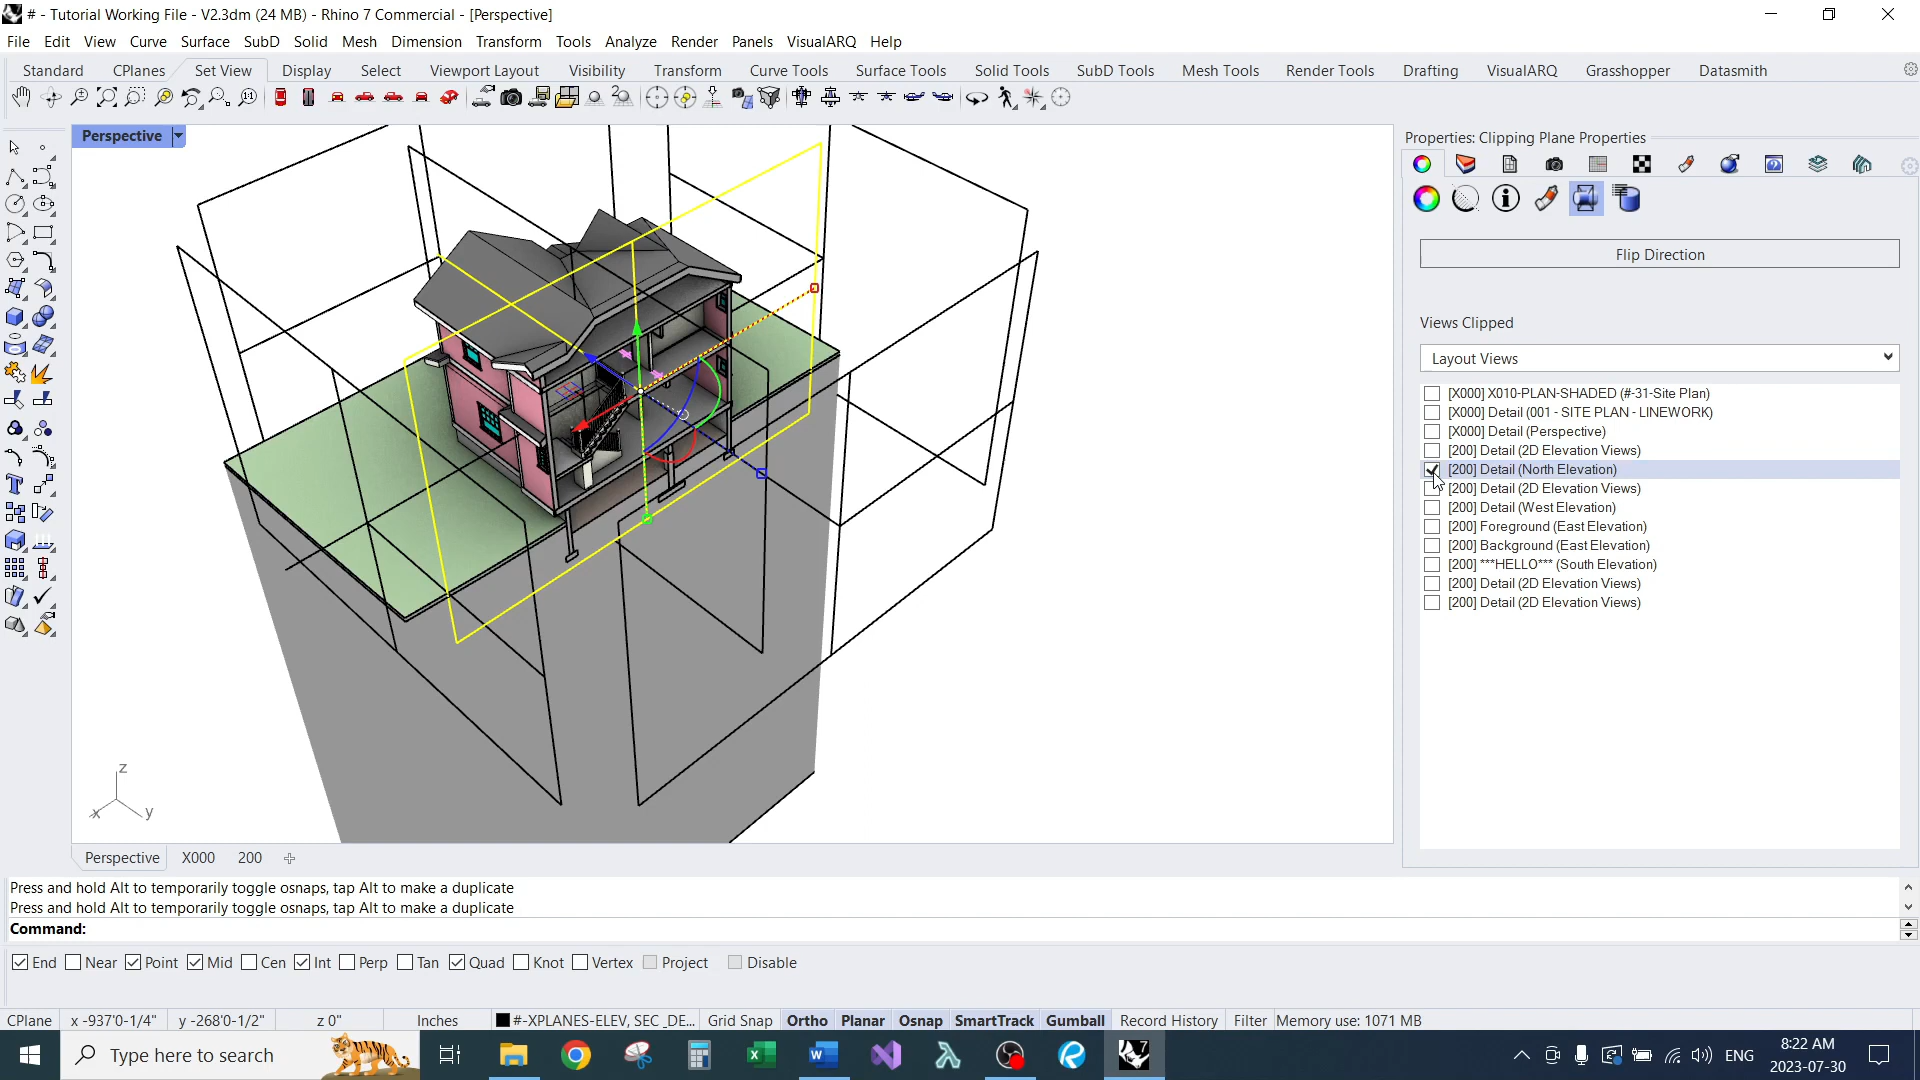 # - Tutorial Working File - V2.3dm (24 MB) - Rhino 7 Commercial - [Perspective]
File Edit View Curve Surface SubD Solid Mesh Dimension Transform Tools Analyze Render Panels VisualARQ Help
Standard CPlanes Set View Display Select Viewport Layout Visibility Transform Curve Tools Surface Tools Solid Tools SubD Tools Mesh Tools Render Tools Drafting VisualARQ Grasshopper Datasmith
Perspective
Properties: Clipping Plane Properties
Flip Direction
Views Clipped
Layout Views
[X000] X010-PLAN-SHADED (#-31-Site Plan)
[X000] Detail (001 - SITE PLAN - LINEWORK)
[X000] Detail (Perspective)
[200] Detail (2D Elevation Views)
[200] Detail (North Elevation)
[200] Detail (2D Elevation Views)
[200] Detail (West Elevation)
[200] Foreground (East Elevation)
[200] Background (East Elevation)
[200] ***HELLO*** (South Elevation)
[200] Detail (2D Elevation Views)
[200] Detail (2D Elevation Views)
z
x y
Perspective X000 200
Press and hold Alt to temporarily toggle osnaps, tap Alt to make a duplicate
Press and hold Alt to temporarily toggle osnaps, tap Alt to make a duplicate
Command:
End Near Point Mid Cen Int Perp Tan Quad Knot Vertex Project Disable
CPlane x -937'0-1/4" y -268'0-1/2" z 0" Inches #-XPLANES-ELEV, SEC _DE... Grid Snap Ortho Planar Osnap SmartTrack Gumball Record History Filter Memory use: 1071 MB
Type here to search
ENG
8:22 AM
2023-07-30